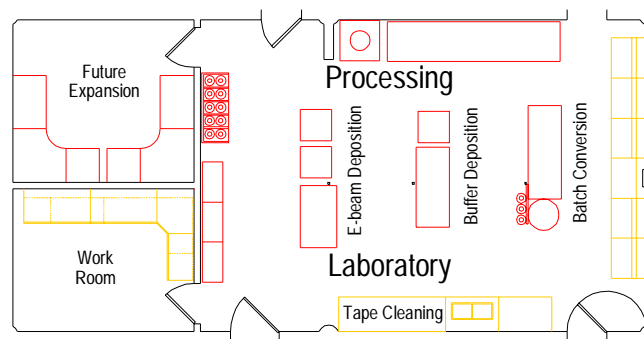 Future
Expansion
Processing
E-beam Deposition
Buffer Deposition
Batch Conversion
Work
Room
Laboratory
Tape Cleaning